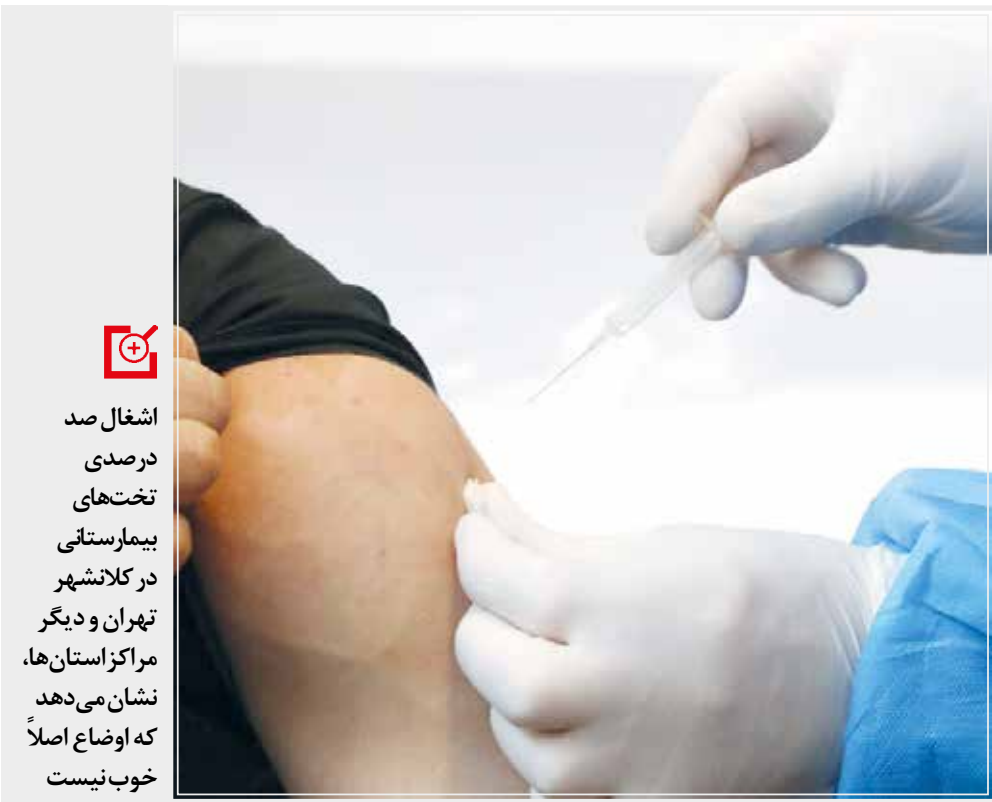 اشغال صد
درصدی
تخت‌های
بیمارستانی
در کلانشهر
تهران و دیگر
مراکز استان‌ها،
نشان می‌دهد
که اوضاع اصلاً
خوب نیست